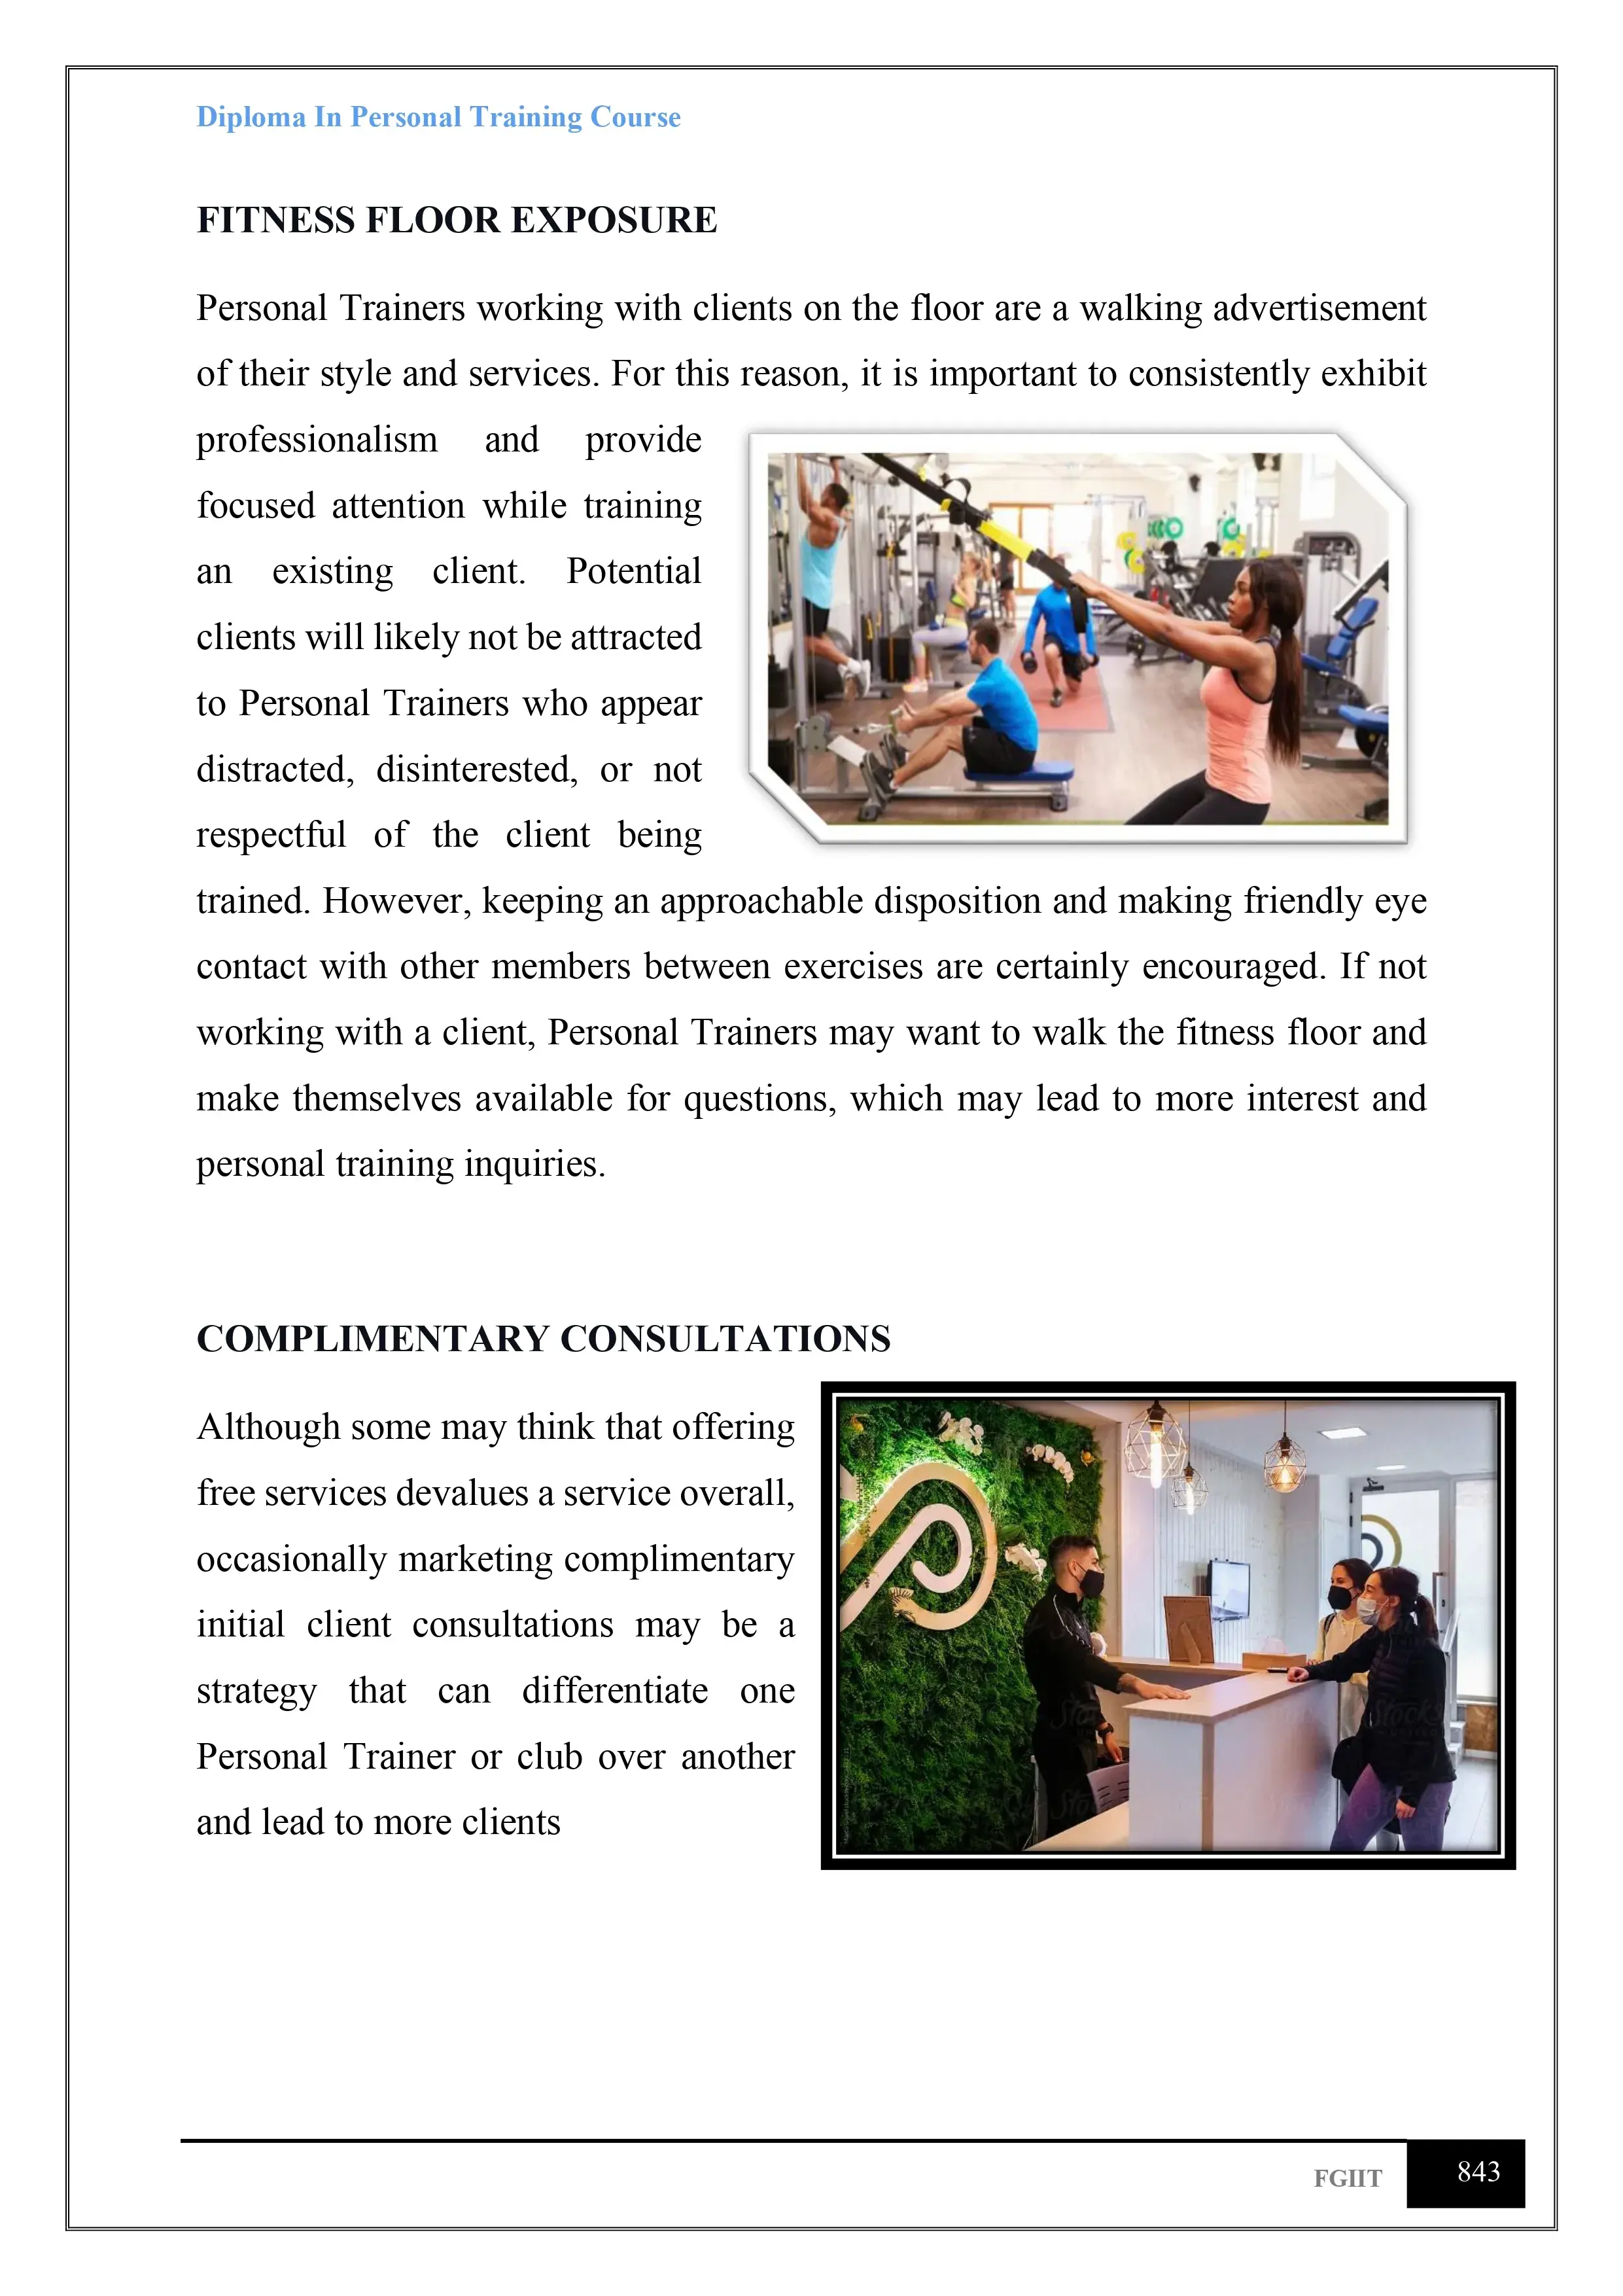 Diploma In Personal Training Course
FITNESS FLOOR EXPOSURE
Personal Trainers working with clients on the floor are a walking advertisement
of their style and services. For this reason, it is important to consistently exhibit
professionalism and provide
focused attention while training
an existing client. Potential
clients will likely not be attracted
to Personal Trainers who appear
distracted, disinterested, or not
respectful of the client being
trained. However, keeping an approachable disposition and making friendly eye
contact with other members between exercises are certainly encouraged. If not
working with a client, Personal Trainers may want to walk the fitness floor and
make themselves available for questions, which may lead to more interest and
personal training inquiries.
COMPLIMENTARY CONSULTATIONS
Although some may think that offering
free services devalues a service overall,
occasionally marketing complimentary
initial client consultations may be a
strategy that can differentiate one
Personal Trainer or club over another
and lead to more clients
FGIIT
843